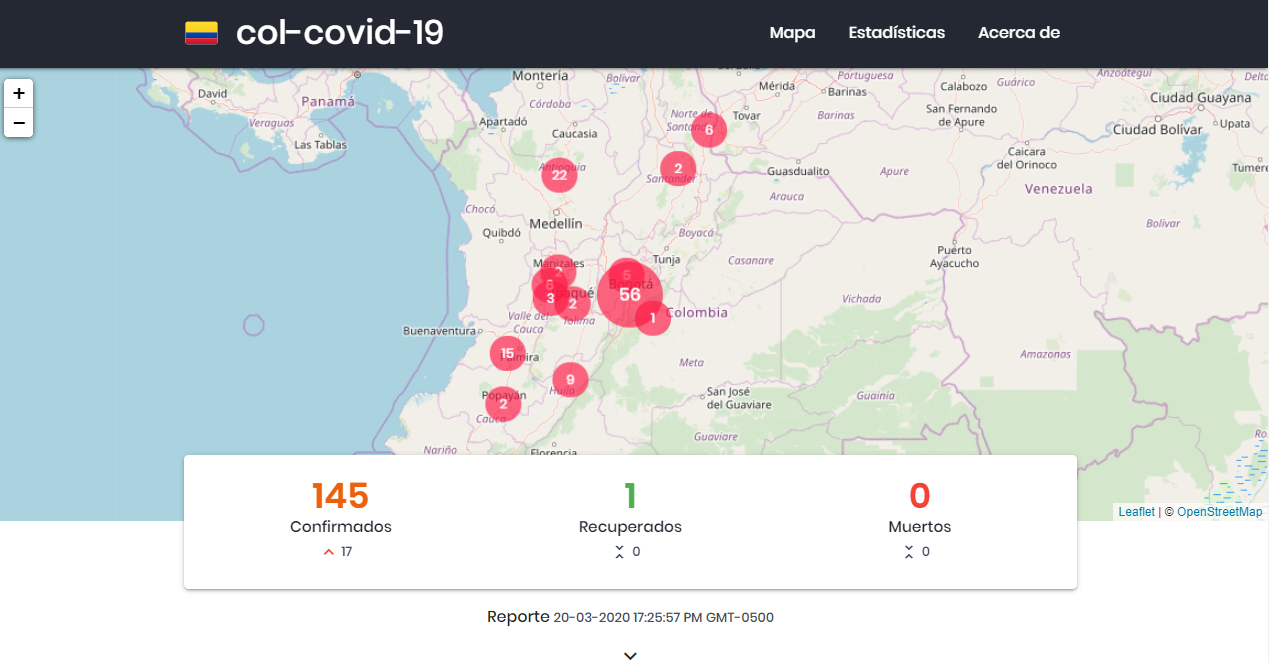 col-covid-19
Mapa Estadísticas Acerca de
+
−
Montería Bolívar Portuguesa Anzoátegui
David Mérida Barinas Calabozo Guárico Ciudad Guayana
Panamá Córdoba
Veraguas Apartadó Caucasia Norte de Santander Tovar Barinas San Fernando de Apure Ciudad Bolívar Upata
6
Las Tablas
Antioquia 22 Santander 2 Guasdualito Apure Caicara del Orinoco
Arauca Venezuela
Chocó Medellín
Quibdó Boyacá Bolívar
Manizales Tunja Casanare Puerto Ayacucho
2 5
6 Bogotá
3 2 56
Vichada
Valle del Cauca Tolima 1 Colombia
Buenaventura
15 Palmira Meta Amazonas
9
Huila
Popayán 2 San José del Guaviare Guainía
Cauca
Nariño Florencia Guaviare
145 1 0
Confirmados Recuperados Muertos
17 0 0
Leaflet | © OpenStreetMap
Reporte 20-03-2020 17:25:57 PM GMT-0500